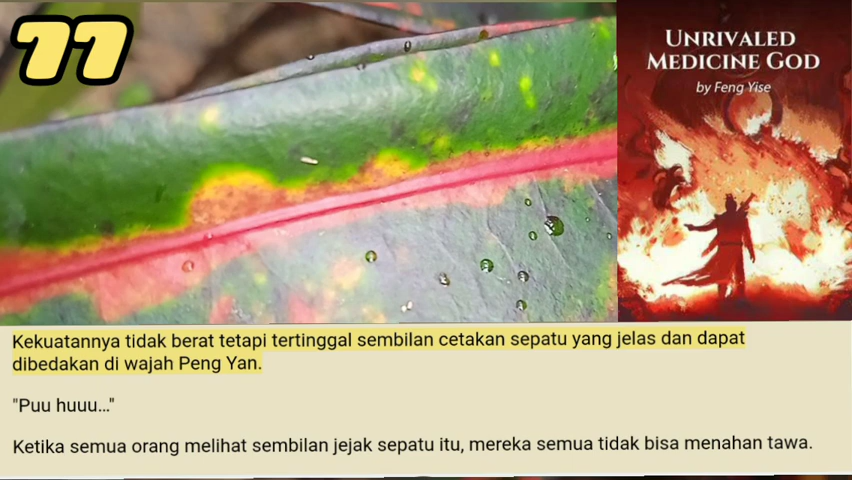 77
UNRIVALED
MEDICINE GOD
by Feng Yise
Kekuatannya tidak berat tetapi tertinggal sembilan cetakan sepatu yang jelas dan dapat
dibedakan di wajah Peng Yan.
"Puu huuu..."
Ketika semua orang melihat sembilan jejak sepatu itu, mereka semua tidak bisa menahan tawa.